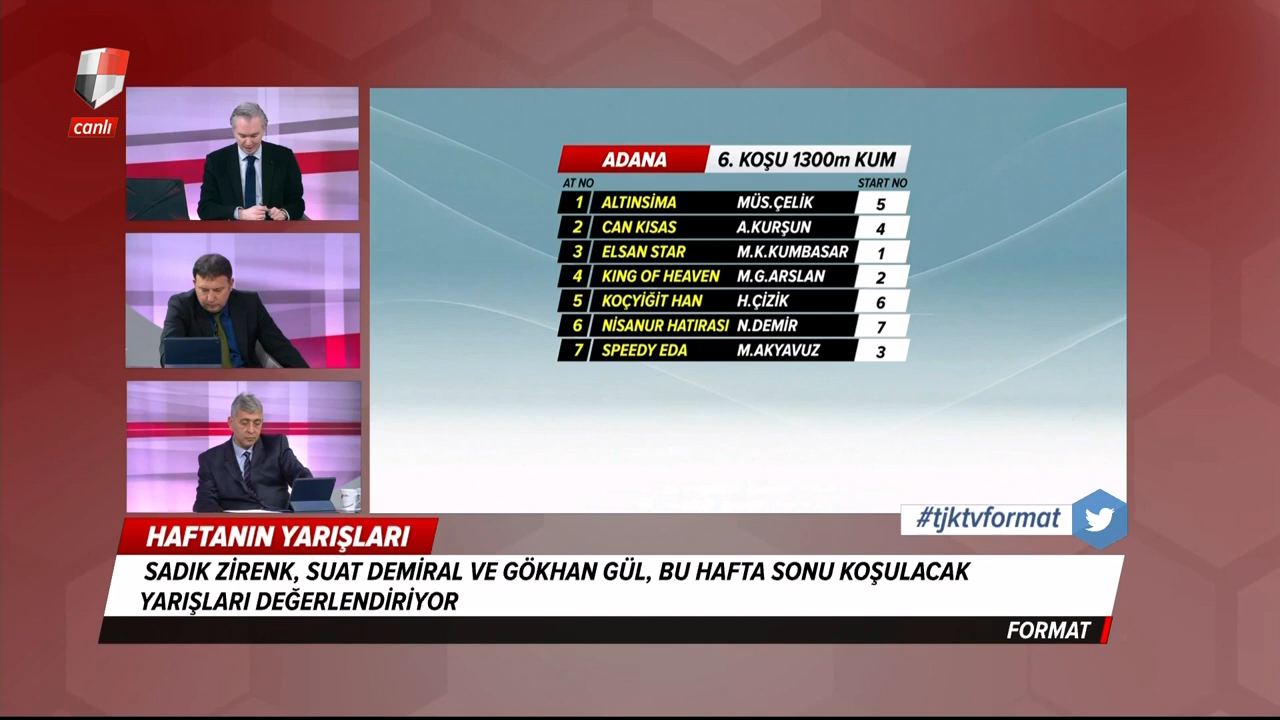 canlı
ADANA 6. KOŞU 1300m KUM
AT NO START NO
1 ALTINSİMA MÜS.ÇELİK 5
2 CAN KISAS A.KURŞUN 4
3 ELSAN STAR M.K.KUMBASAR 1
4 KING OF HEAVEN M.G.ARSLAN 2
5 KOÇYİĞİT HAN H.ÇİZİK 6
6 NİSANUR HATIRASI N.DEMİR 7
7 SPEEDY EDA M.AKYAVUZ 3
#tjktvformat
HAFTANIN YARIŞLARI
SADIK ZİRENK, SUAT DEMİRAL VE GÖKHAN GÜL, BU HAFTA SONU KOŞULACAK
YARIŞLARI DEĞERLENDİRİYOR
FORMAT